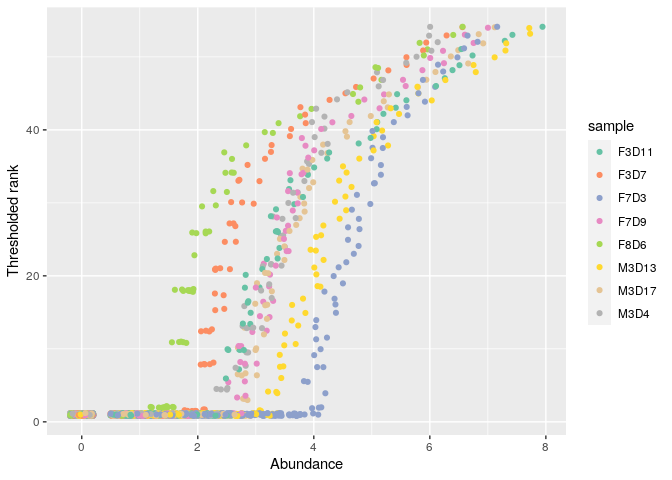 Thresholded rank
40
20
0
0
2
4
6
8
Abundance
sample
F3D11
F3D7
F7D3
F7D9
F8D6
M3D13
M3D17
M3D4